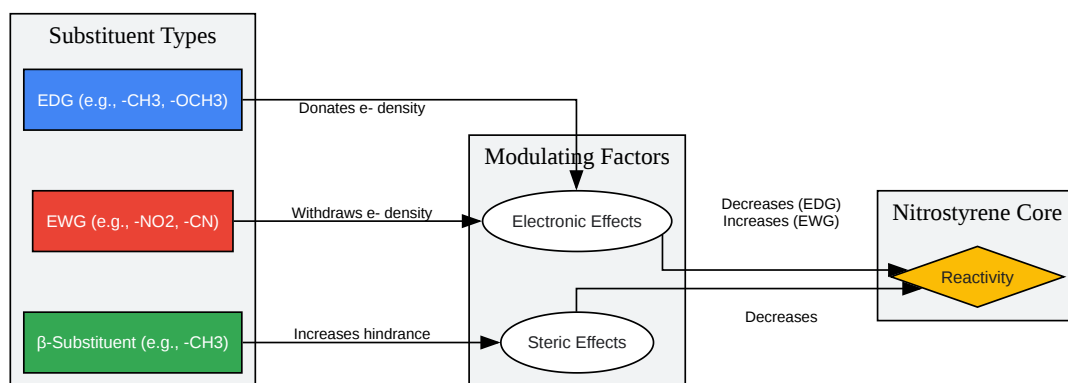 Substituent Types
EDG (e.g., -CH3, -OCH3)
Donates e- density
Modulating Factors
EWG (e.g., -NO2, -CN)
Withdraws e- density
Electronic Effects
Decreases (EDG)
Increases (EWG)
Nitrostyrene Core
Reactivity
β-Substituent (e.g., -CH3)
Increases hindrance
Steric Effects
Decreases